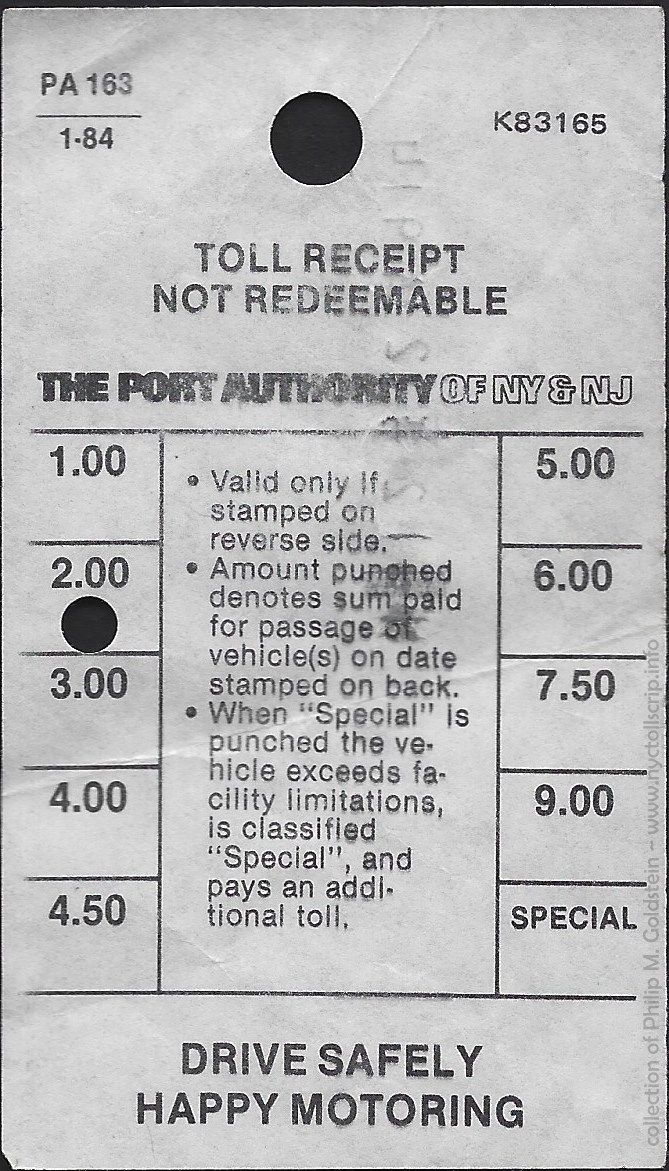 PA 163
1-84
K83165
TOLL RECEIPT
NOT REDEEMABLE
THE PORT AUTHORITY OF NY & NJ
1.00
2.00
3.00
4.00
4.50
• Valid only if
stamped on
reverse side.
• Amount punched
denotes sum paid
for passage of
vehicle(s) on date
stamped on back.
• When "Special" is
punched the ve-
hicle exceeds fa-
cility limitations,
is classified
"Special", and
pays an addi-
tional toll.
5.00
6.00
7.50
9.00
SPECIAL
DRIVE SAFELY
HAPPY MOTORING
collection of Philip M. Goldstein – www.nyctollscrip.info